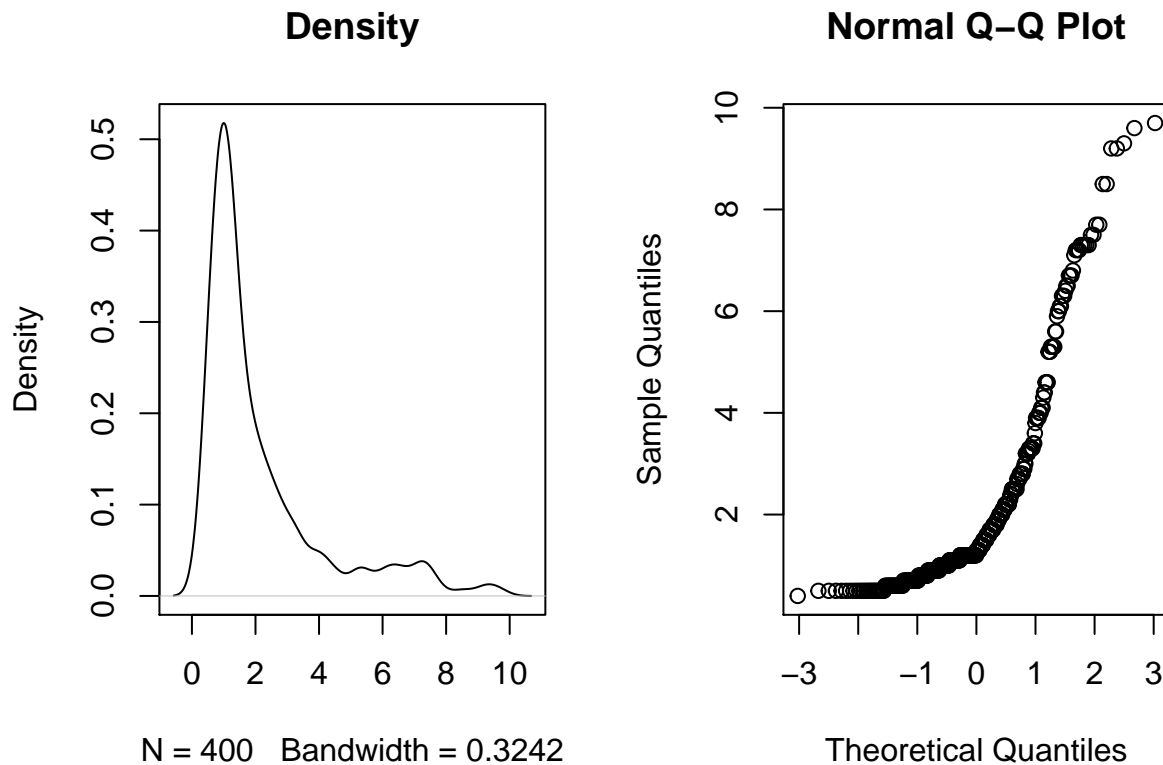 Density
Density
0.0 0.1 0.2 0.3 0.4 0.5
0 2 4 6 8 10
N = 400 Bandwidth = 0.3242
Normal Q−Q Plot
Sample Quantiles
2 4 6 8 10
−3 −1 0 1 2 3
Theoretical Quantiles